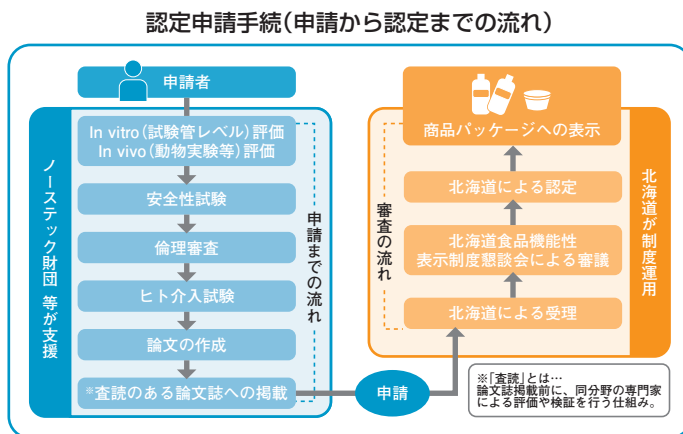 認定申請手続(申請から認定までの流れ)
申請者
In vitro(試験管レベル)評価
In vivo(動物実験等)評価
安全性試験
倫理審査
ヒト介入試験
論文の作成
※査読のある論文誌への掲載
申請までの流れ
ノーステック財団 等が支援
申請
商品パッケージへの表示
北海道による認定
北海道食品機能性
表示制度懇談会による審議
北海道による受理
審査の流れ
北海道が制度運用
※「査読」とは…
論文誌掲載前に、同分野の専門家
による評価や検証を行う仕組み。